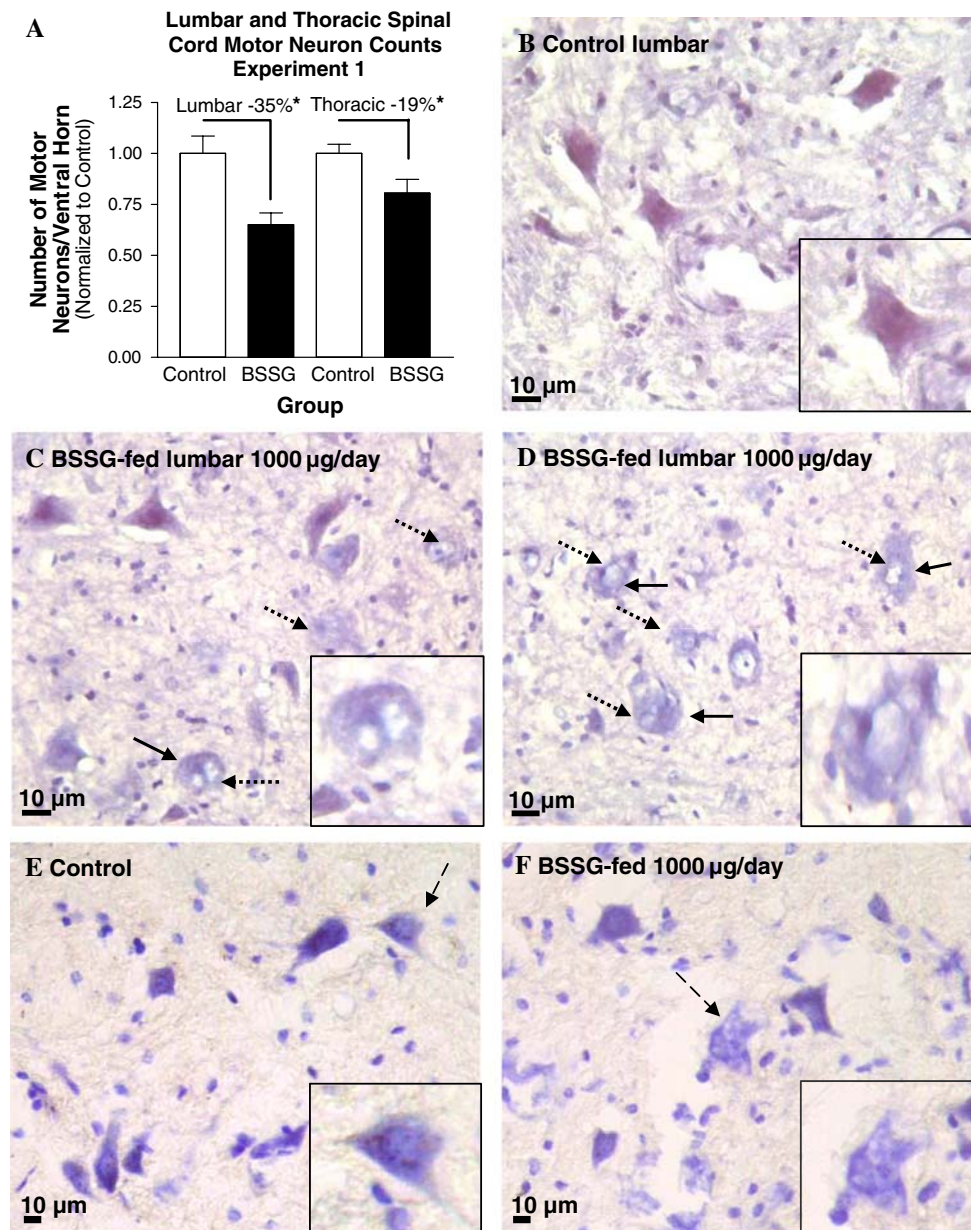 A
Lumbar and Thoracic Spinal
Cord Motor Neuron Counts
Experiment 1
Number of Motor
Neurons/Ventral Horn
(Normalized to Control)
1.25
1.00
0.75
0.50
0.25
0.00
Lumbar -35%*
Thoracic -19%*
Control
BSSG
Control
BSSG
Group
B Control lumbar
10 µm
C BSSG-fed lumbar 1000 µg/day
10 µm
D BSSG-fed lumbar 1000 µg/day
10 µm
E Control
10 µm
F BSSG-fed 1000 µg/day
10 µm